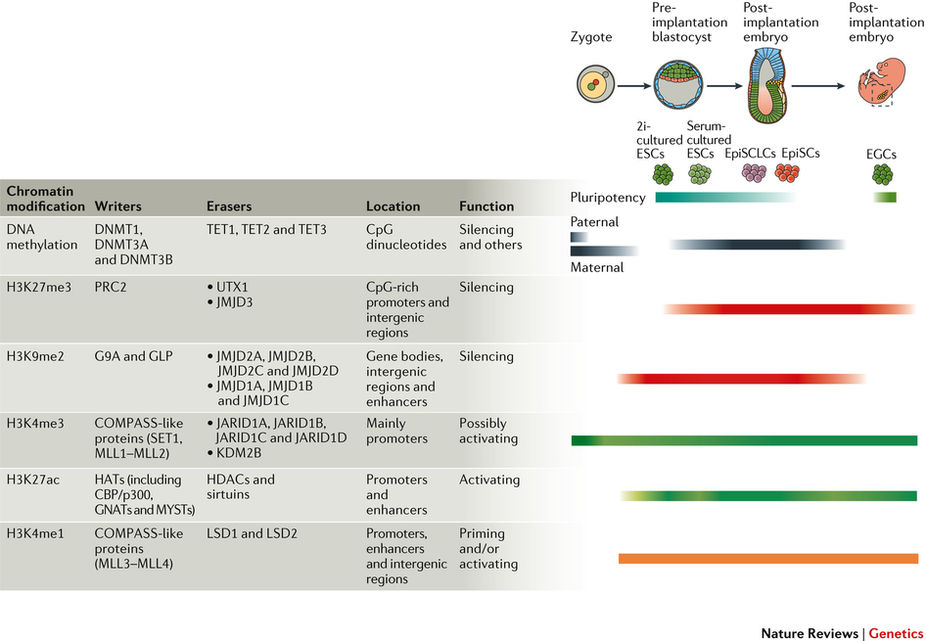 Zygote
Pre-
implantation
blastocyst
Post-
implantation
embryo
Post-
implantation
embryo
2i-
cultured
ESCs
Serum-
cultured
ESCs
EpiSCLCs
EpiSCs
EGCs
Chromatin
modification
Writers
Erasers
Location
Function
Pluripotency
DNA
methylation
DNMT1,
DNMT3A
and DNMT3B
TET1, TET2 and TET3
CpG
dinucleotides
Silencing
and others
Paternal
Maternal
H3K27me3
PRC2
• UTX1
• JMJD3
CpG-rich
promoters and
intergenic
regions
Silencing
H3K9me2
G9A and GLP
• JMJD2A, JMJD2B,
JMJD2C and JMJD2D
• JMJD1A, JMJD1B
and JMJD1C
Gene bodies,
intergenic
regions and
enhancers
Silencing
H3K4me3
COMPASS-like
proteins (SET1,
MLL1–MLL2)
• JARID1A, JARID1B,
JARID1C and JARID1D
• KDM2B
Mainly
promoters
Possibly
activating
H3K27ac
HATs (including
CBP/p300,
GNATs and MYSTs)
HDACs and
sirtuins
Promoters
and
enhancers
Activating
H3K4me1
COMPASS-like
proteins
(MLL3–MLL4)
LSD1 and LSD2
Promoters,
enhancers
and intergenic
regions
Priming
and/or
activating
Nature Reviews | Genetics